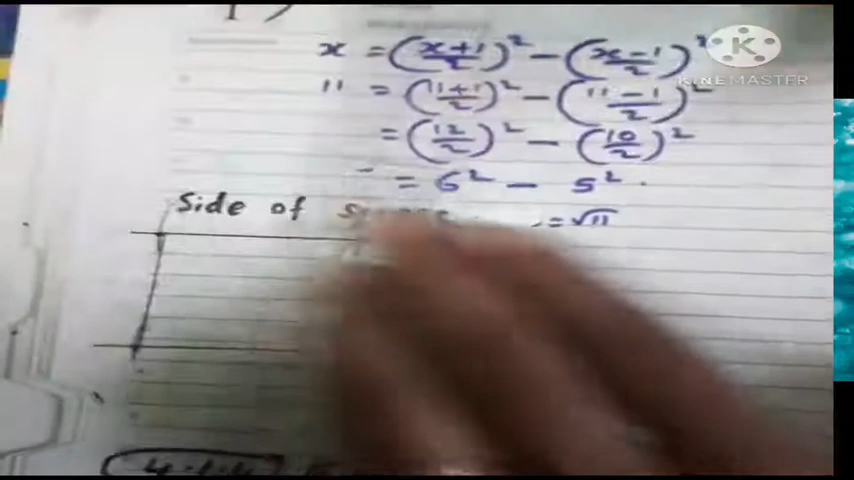 x = (x+1/2)² - (x-1/2)²
11 = (11+1/2)² - (11-1/2)²
= (12/2)² - (10/2)²
= 6² - 5².
Side of = √11
K
KINEMASTER